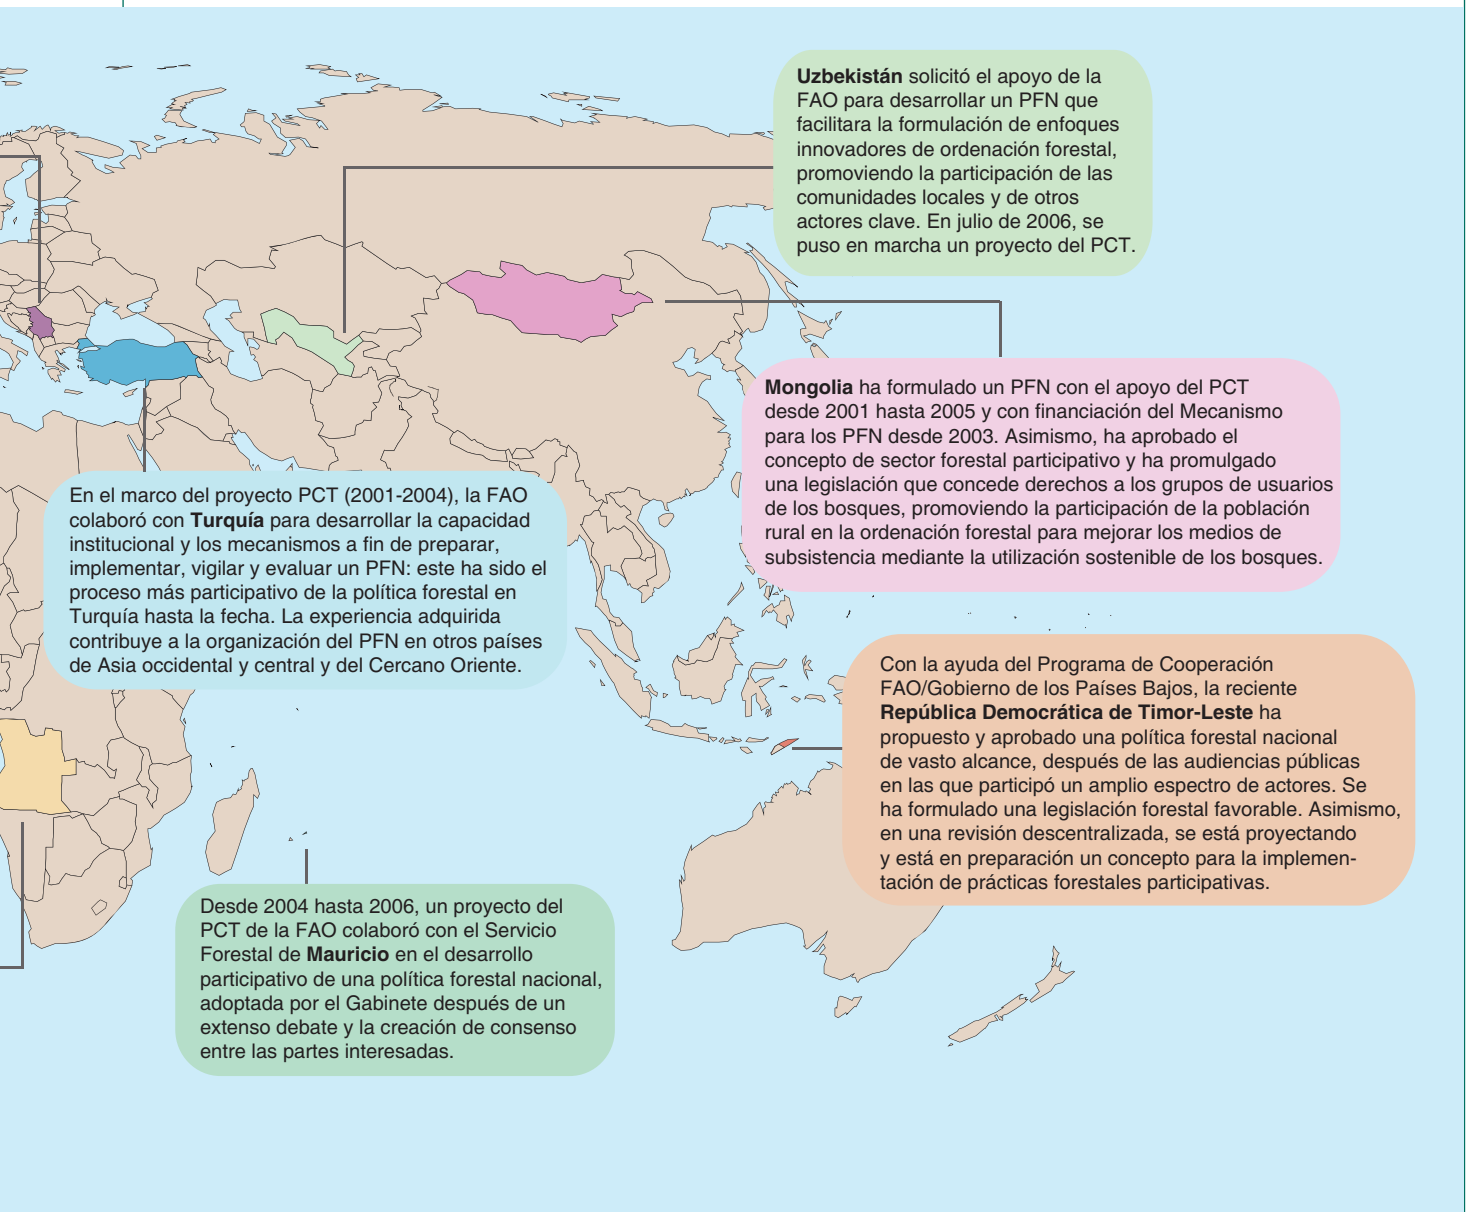 Uzbekistán solicitó el apoyo de la
FAO para desarrollar un PFN que
facilitara la formulación de enfoques
innovadores de ordenación forestal,
promoviendo la participación de las
comunidades locales y de otros
actores clave. En julio de 2006, se
puso en marcha un proyecto del PCT.
Mongolia ha formulado un PFN con el apoyo del PCT
desde 2001 hasta 2005 y con financiación del Mecanismo
para los PFN desde 2003. Asimismo, ha aprobado el
concepto de sector forestal participativo y ha promulgado
una legislación que concede derechos a los grupos de usuarios
de los bosques, promoviendo la participación de la población
rural en la ordenación forestal para mejorar los medios de
subsistencia mediante la utilización sostenible de los bosques.
En el marco del proyecto PCT (2001-2004), la FAO
colaboró con Turquía para desarrollar la capacidad
institucional y los mecanismos a fin de preparar,
implementar, vigilar y evaluar un PFN: este ha sido el
proceso más participativo de la política forestal en
Turquía hasta la fecha. La experiencia adquirida
contribuye a la organización del PFN en otros países
de Asia occidental y central y del Cercano Oriente.
Con la ayuda del Programa de Cooperación
FAO/Gobierno de los Países Bajos, la reciente
República Democrática de Timor-Leste ha
propuesto y aprobado una política forestal nacional
de vasto alcance, después de las audiencias públicas
en las que participó un amplio espectro de actores. Se
ha formulado una legislación forestal favorable. Asimismo,
en una revisión descentralizada, se está proyectando
y está en preparación un concepto para la implemen-
tación de prácticas forestales participativas.
Desde 2004 hasta 2006, un proyecto del
PCT de la FAO colaboró con el Servicio
Forestal de Mauricio en el desarrollo
participativo de una política forestal nacional,
adoptada por el Gabinete después de un
extenso debate y la creación de consenso
entre las partes interesadas.